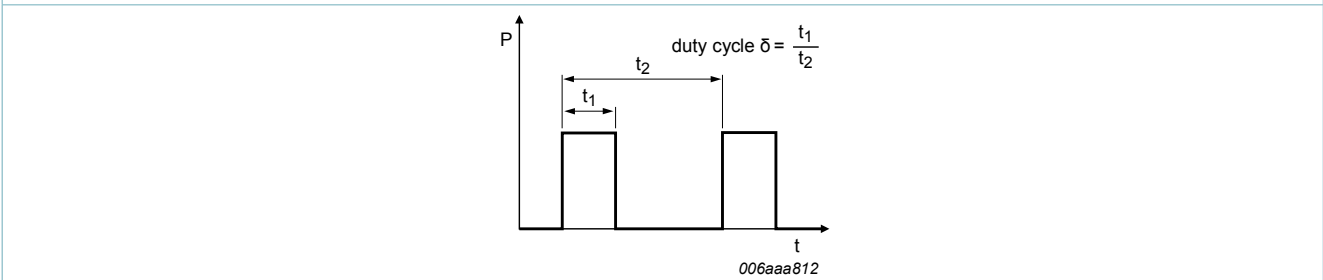 P
duty cycle δ = t1
t2
t2
t1
t
006aaa812